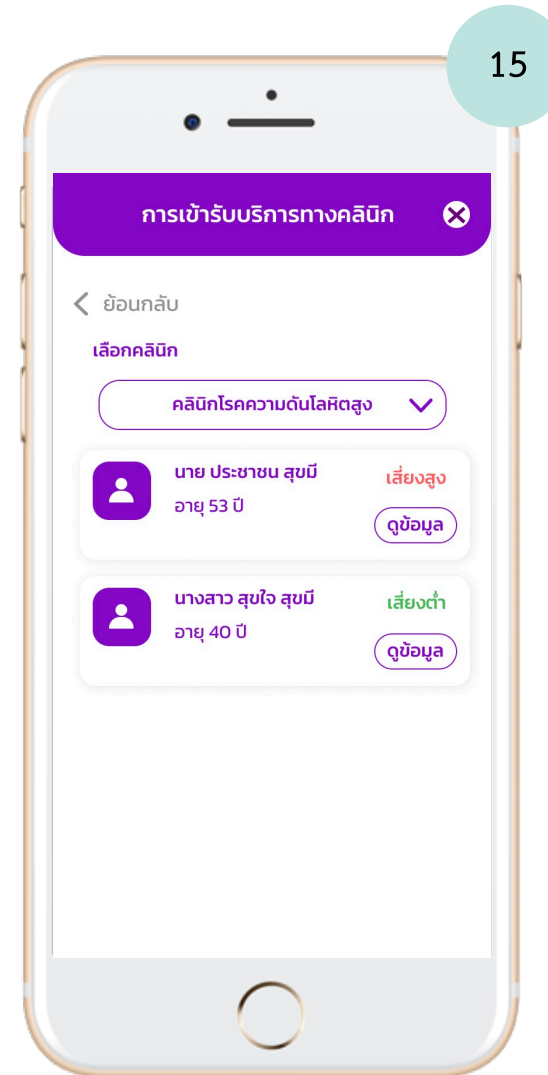 15
การเข้ารับบริการทางคลินิก
ย้อนกลับ
เลือกคลินิก
คลินิกโรคความดันโลหิตสูง
นาย ประชาชน สุขมี
เสี่ยงสูง
อายุ 53 ปี
ดูข้อมูล
นางสาว สุขใจ สุขมี
เสี่ยงต่ำ
อายุ 40 ปี
ดูข้อมูล